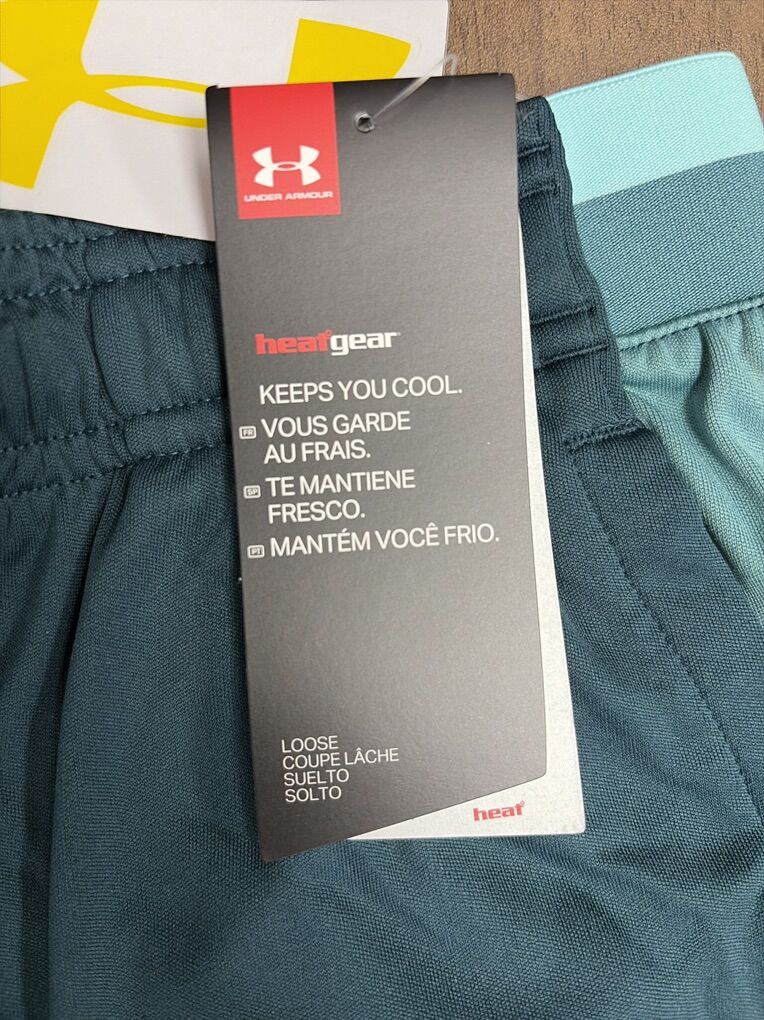 UNDER ARMOUR
heatgear
KEEPS YOU COOL.
FR VOUS GARDE
AU FRAIS.
SP TE MANTIENE
FRESCO.
PT MANTÉM VOCÊ FRIO.
LOOSE
COUPE LÂCHE
SUELTO
SOLTO
heat